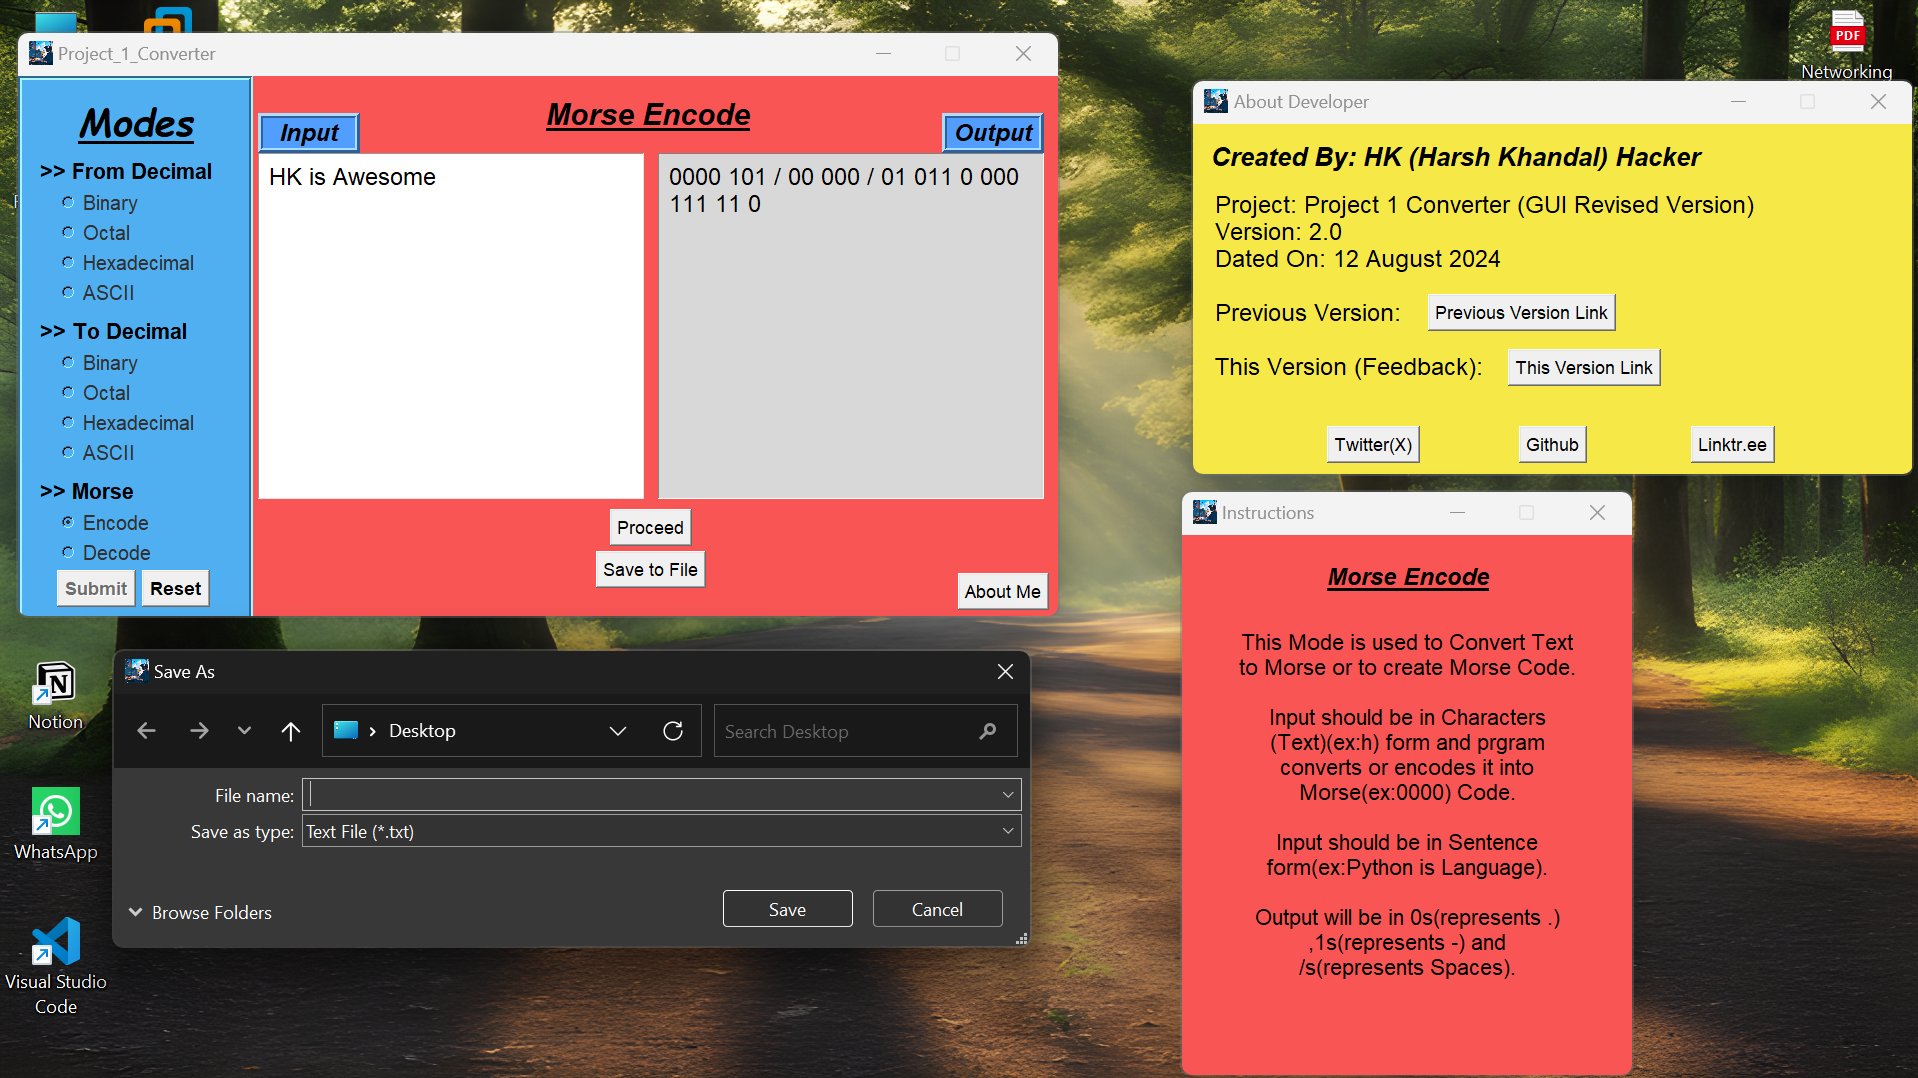 Project_1_Converter
Modes
>> From Decimal
Binary
Octal
Hexadecimal
ASCII
>> To Decimal
Binary
Octal
Hexadecimal
ASCII
>> Morse
Encode
Decode
Submit
Reset
Morse Encode
Input
Output
HK is Awesome
0000 101 / 00 000 / 01 011 0 000
111 11 0
Proceed
Save to File
About Me
PDF
Networking
About Developer
Created By: HK (Harsh Khandal) Hacker
Project: Project 1 Converter (GUI Revised Version)
Version: 2.0
Dated On: 12 August 2024
Previous Version:
Previous Version Link
This Version (Feedback):
This Version Link
Twitter(X)
Github
Linktr.ee
Instructions
Morse Encode
This Mode is used to Convert Text
to Morse or to create Morse Code.
Input should be in Characters
(Text)(ex:h) form and prgram
converts or encodes it into
Morse(ex:0000) Code.
Input should be in Sentence
form(ex:Python is Language).
Output will be in 0s(represents .)
,1s(represents -) and
/s(represents Spaces).
Notion
WhatsApp
Visual Studio
Code
Save As
Desktop
Search Desktop
File name:
Save as type:
Text File (*.txt)
Browse Folders
Save
Cancel